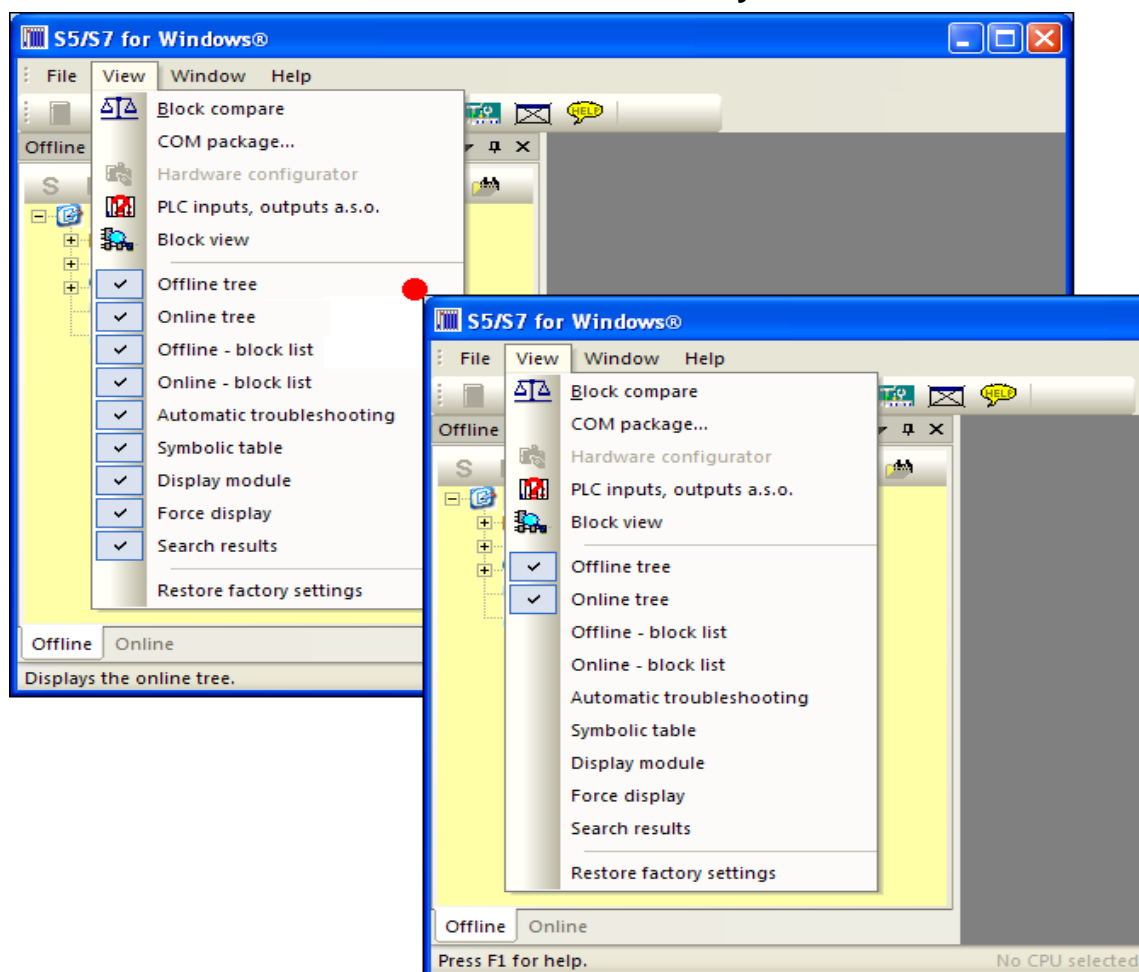 S5/S7 for Windows®
File View Window Help
Block compare
Offline
COM package...
S
Hardware configurator
PLC inputs, outputs a.s.o.
Block view
Offline tree
Online tree
Offline - block list
Online - block list
Automatic troubleshooting
Symbolic table
Display module
Force display
Search results
Restore factory settings
Offline Online
Displays the online tree.
HELP
S5/S7 for Windows®
File View Window Help
Block compare
Offline
COM package...
S
Hardware configurator
PLC inputs, outputs a.s.o.
Block view
Offline tree
Online tree
Offline - block list
Online - block list
Automatic troubleshooting
Symbolic table
Display module
Force display
Search results
Restore factory settings
Offline Online
Press F1 for help. No CPU selected
HELP